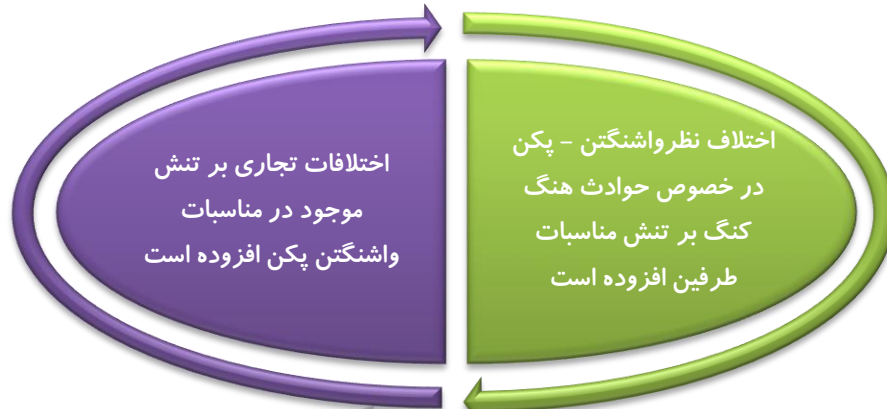 اختلاف نظرواشنگتن – پکن
در خصوص حوادث هنگ
کنگ بر تنش مناسبات
طرفین افزوده است
اختلافات تجاری بر تنش
موجود در مناسبات
واشنگتن پکن افزوده است